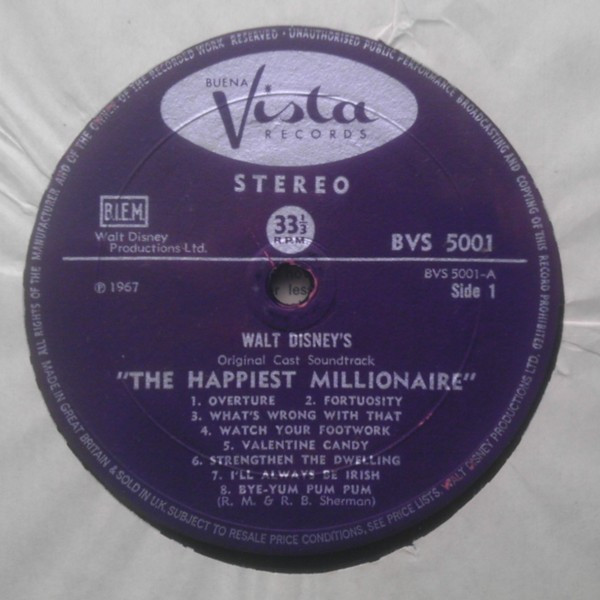 ALL RIGHTS OF THE MANUFACTURER AND OF THE OWNER OF THE RECORDED WORK RESERVED · UNAUTHORISED PUBLIC PERFORMANCE BROADCASTING AND COPYING OF THIS RECORD PROHIBITED
BUENA
Vista
RECORDS
STEREO
B.I.E.M.
Walt Disney
Productions Ltd.
33⅓
R.P.M.
BVS 5001
℗ 1967
BVS 5001-A
Side 1
WALT DISNEY'S
Original Cast Soundtrack
"THE HAPPIEST MILLIONAIRE"
1. OVERTURE 2. FORTUOSITY
3. WHAT'S WRONG WITH THAT
4. WATCH YOUR FOOTWORK
5. VALENTINE CANDY
6. STRENGTHEN THE DWELLING
7. I'LL ALWAYS BE IRISH
8. BYE-YUM PUM PUM
(R. M. & R. B. Sherman)
MADE IN GREAT BRITAIN & SOLD IN U.K. SUBJECT TO RESALE PRICE CONDITIONS, SEE PRICE LISTS. WALT DISNEY PRODUCTIONS LTD.